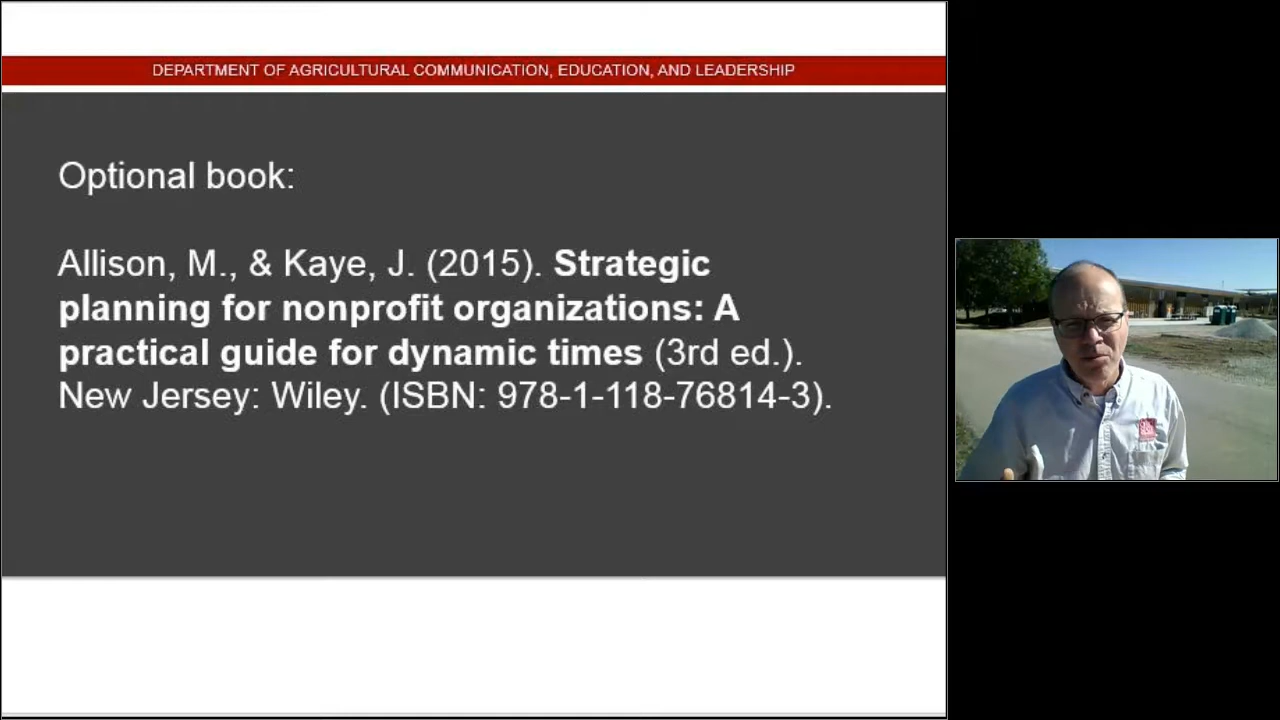 DEPARTMENT OF AGRICULTURAL COMMUNICATION, EDUCATION, AND LEADERSHIP
Optional book:
Allison, M., & Kaye, J. (2015). Strategic
planning for nonprofit organizations: A
practical guide for dynamic times (3rd ed.).
New Jersey: Wiley. (ISBN: 978-1-118-76814-3).